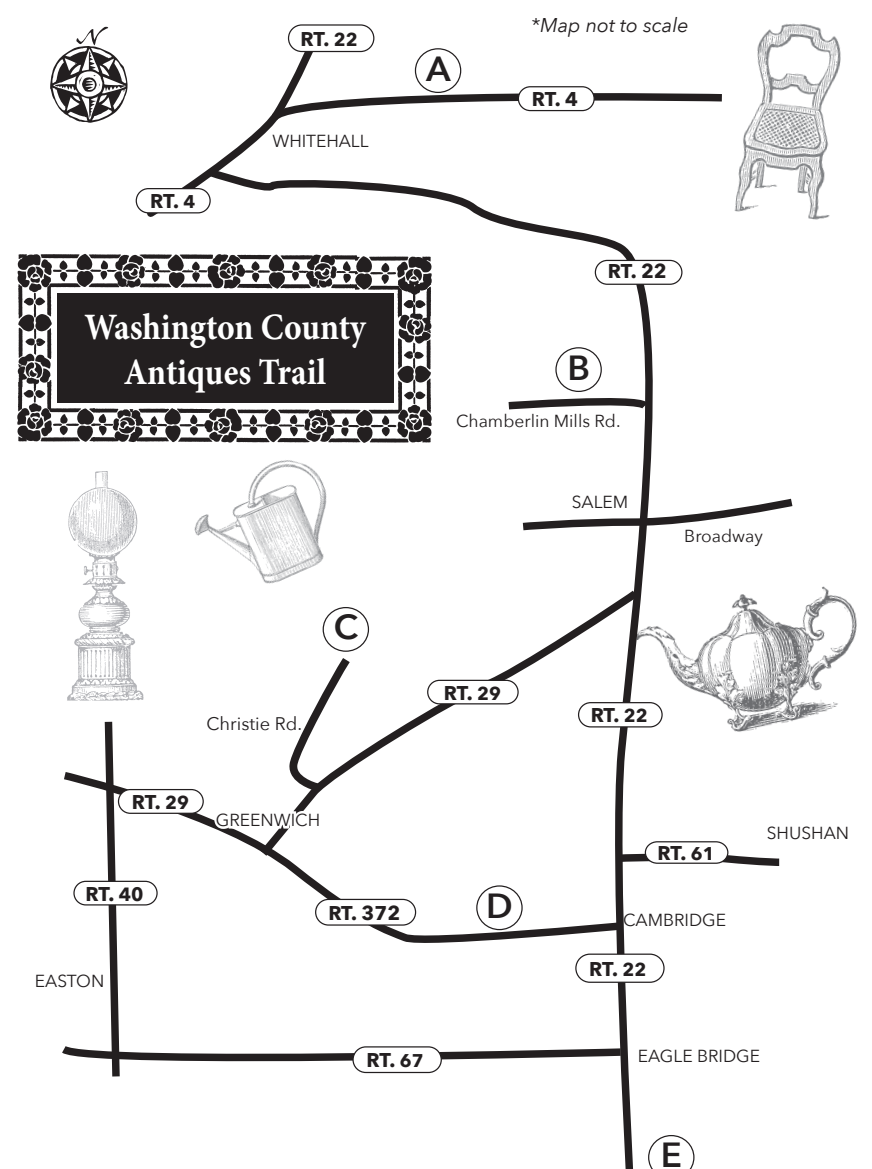 N
*Map not to scale
RT. 22
A
RT. 4
WHITEHALL
RT. 4
RT. 22
Washington County
Antiques Trail
B
Chamberlin Mills Rd.
SALEM
Broadway
C
RT. 29
Christie Rd.
RT. 22
RT. 29
GREENWICH
SHUSHAN
RT. 61
RT. 40
D
RT. 372
CAMBRIDGE
RT. 22
EASTON
RT. 67
EAGLE BRIDGE
E